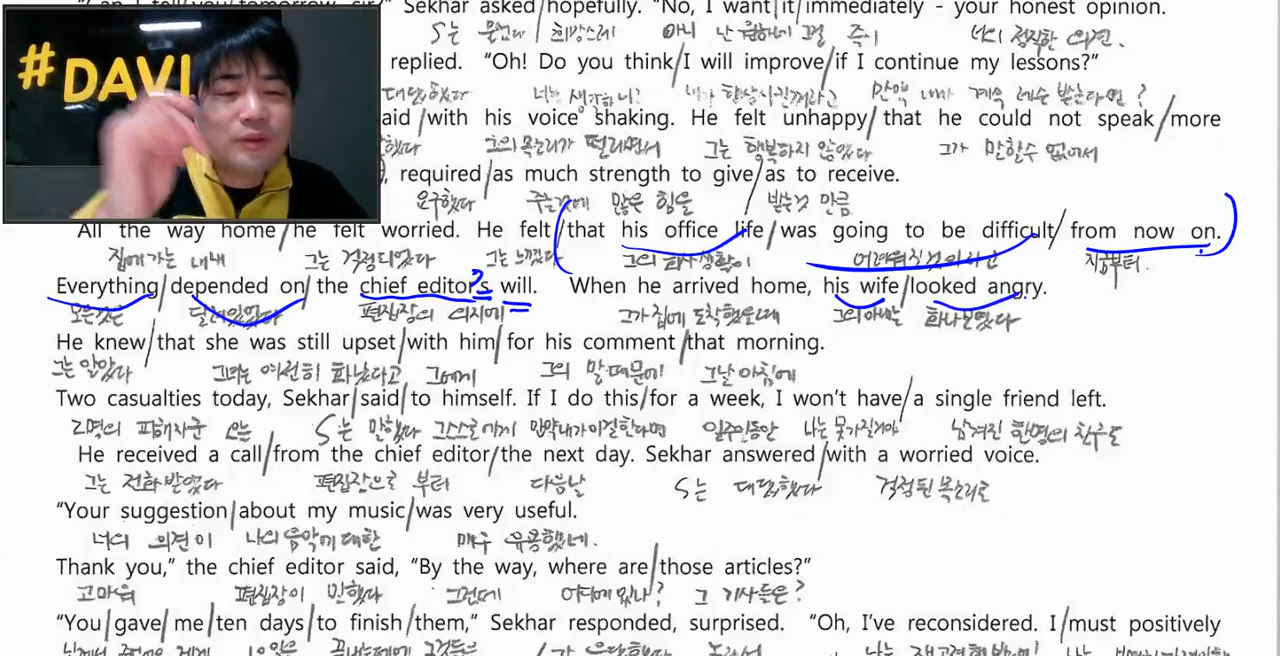 "Can I tell you tomorrow, sir," Sekhar asked/hopefully. "No, I want/it/immediately - your honest opinion.
S는 물었다 / 희망스레 아니 난 원하네 그걸 즉시 너의 정직한 의견.
#DAVI
replied. "Oh! Do you think/I will improve/if I continue my lessons?"
대답했다 너는 생각하니? 내가 향상시킬거라고 만약 내가 계속 레슨 받는다면?
aid/with his voice shaking. He felt unhappy/that he could not speak/more
했다 그의 목소리가 떨리면서 그는 행복하지 않았다 그가 말할수 없어서
, required/as much strength to give/as to receive.
요구했다 주는것에 많은 힘을 받는것 만큼
All the way home/he felt worried. He felt/(that his office life/was going to be difficult/from now on.)
집에가는 내내 그는 걱정되었다 그는 느꼈다 그의 회사생활이 어려워질것이라고 지금부터.
Everything/depended on/the chief editor's will. When he arrived home, his wife/looked angry.
모든것은 달려있었다 편집장의 의지에 그가 집에 도착했을때 그의 아내는 화나보였다
He knew/that she was still upset/with him/for his comment/that morning.
그는 알았다 그녀는 여전히 화났다고 그에게 그의 말때문에 그날 아침에
Two casualties today, Sekhar/said/to himself. If I do this/for a week, I won't have/a single friend left.
2명의 피해자군 오늘 S는 말했다 그스스로에게 만약내가이걸한다면 일주인동안 나는 못가질거야 남겨진 한명의 친구도
He received a call/from the chief editor/the next day. Sekhar answered/with a worried voice.
그는 전화 받았다 편집장으로 부터 다음날 S는 대답했다 걱정된 목소리로
"Your suggestion/about my music/was very useful.
너의 의견이 나의 음악에 대한 매우 유용했네.
Thank you," the chief editor said, "By the way, where are/those articles?"
고마워 편집장이 말했다 그런데 어디에 있나? 그 기사들은?
"You/gave/me/ten days/to finish/them," Sekhar responded, surprised. "Oh, I've reconsidered. I/must positively